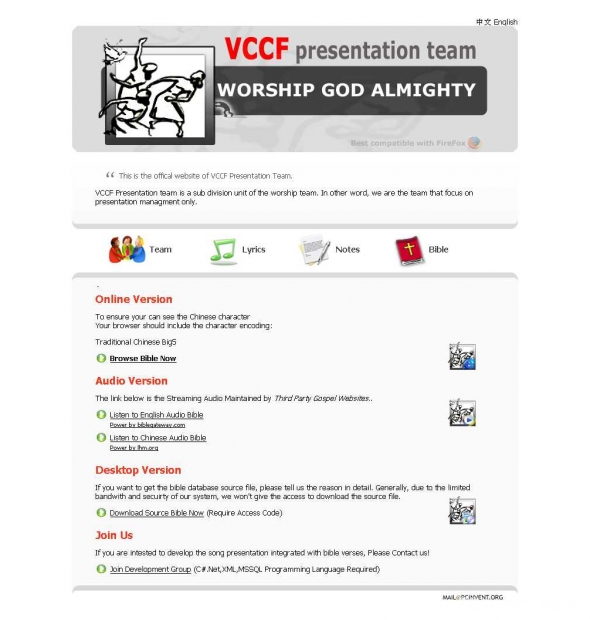 中文 English
VCCF presentation team
WORSHIP GOD ALMIGHTY
Best compatible with FireFox
“ This is the offical website of VCCF Presentation Team.
VCCF Presentation team is a sub division unit of the worship team. In other word, we are the team that focus on
presentation managment only.
Team Lyrics Notes Bible
Online Version
To ensure your can see the Chinese character
Your browser should include the character encoding:
Traditional Chinese Big5
Browse Bible Now
Audio Version
The link below is the Streaming Audio Maintained by Third Party Gospel Websites..
Listen to English Audio Bible
Power by biblegateway.com
Listen to Chinese Audio Bible
Power by lhm.org
Desktop Version
If you want to get the bible database source file, please tell us the reason in detail. Generally, due to the limited
bandwith and secuirty of our system, we won't give the access to download the source file.
Download Source Bible Now (Require Access Code)
Join Us
If you are intested to develop the song presentation integrated with bible verses, Please Contact us!
Join Development Group (C#.Net,XML,MSSQL Programming Language Required)
MAIL@PCINVENT.ORG